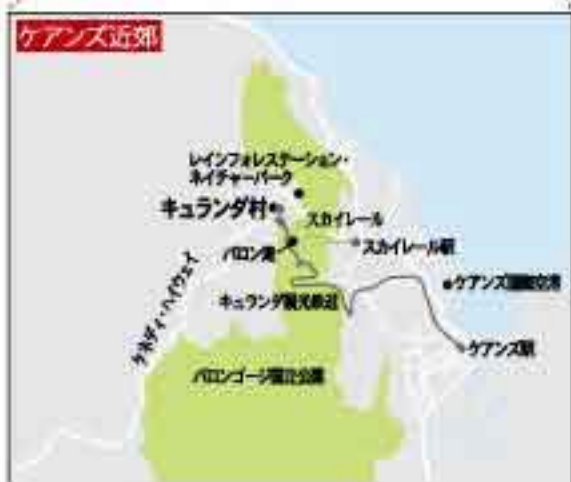 ケアンズ近郊
レインフォレステーション・
ネイチャーパーク
キュランダ村
スカイレール
バロン滝
スカイレール駅
ケアンズ国際空港
キュランダ観光鉄道
ケネディ・ハイウェイ
ケアンズ駅
バロンゴージ国立公園